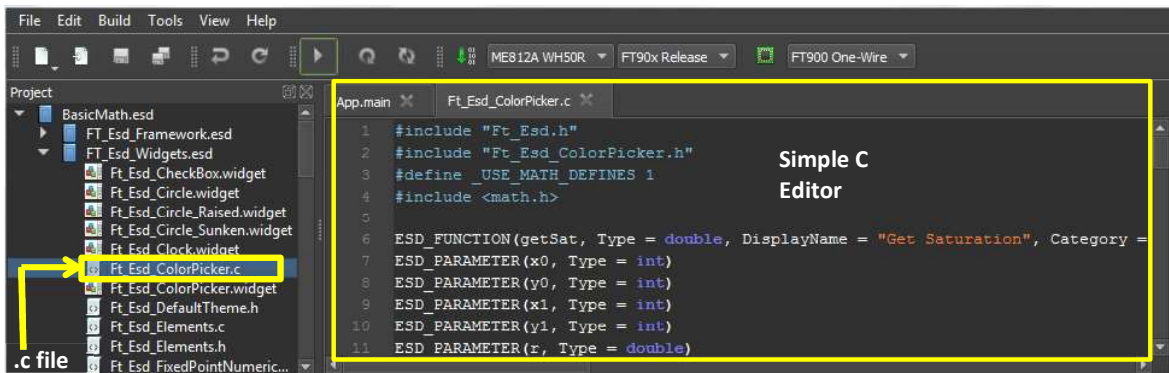 File Edit Build Tools View Help
ME812A WH50R FT90x Release FT900 One-Wire
Project
BasicMath.esd
FT_Esd_Framework.esd
FT_Esd_Widgets.esd
Ft_Esd_CheckBox.widget
Ft_Esd_Circle.widget
Ft_Esd_Circle_Raised.widget
Ft_Esd_Circle_Sunken.widget
Ft_Esd_Clock.widget
Ft_Esd_ColorPicker.c
Ft_Esd_ColorPicker.widget
Ft_Esd_DefaultTheme.h
Ft_Esd_Elements.c
Ft_Esd_Elements.h
Ft_Esd_FixedPointNumeric...
.c file
App.main Ft_Esd_ColorPicker.c
1 #include "Ft_Esd.h"
2 #include "Ft_Esd_ColorPicker.h"
3 #define _USE_MATH_DEFINES 1
4 #include <math.h>
5
6 ESD_FUNCTION(getSat, Type = double, DisplayName = "Get Saturation", Category =
7 ESD_PARAMETER(x0, Type = int)
8 ESD_PARAMETER(y0, Type = int)
9 ESD_PARAMETER(x1, Type = int)
10 ESD_PARAMETER(y1, Type = int)
11 ESD_PARAMETER(r, Type = double)
Simple C
Editor